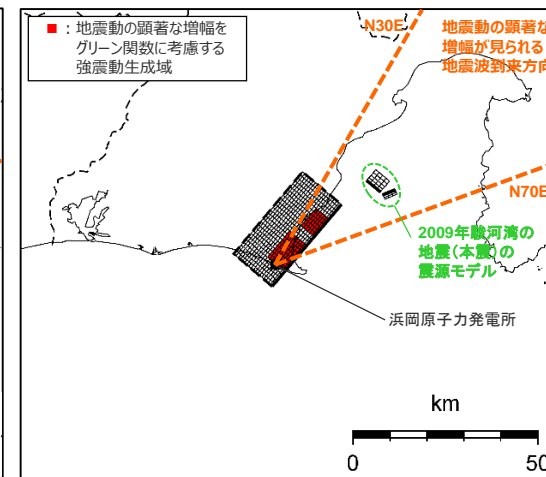 ■：地震動の顕著な増幅を
グリーン関数に考慮する
強震動生成域
N30E
地震動の顕著な
増幅が見られる
地震波到来方向
N70E
2009年駿河湾の
地震(本震)の
震源モデル
浜岡原子力発電所
km
0
50